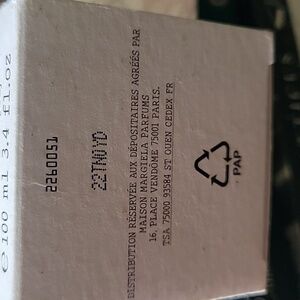 ℮ 100 ml 3.4 fl.oz
2260051
22TN0YD
DISTRIBUTION RÉSERVÉE AUX DÉPOSITAIRES AGRÉÉS PAR
MAISON MARGIELA PARFUMS
16, PLACE VENDÔME 75001 PARIS.
TSA 75000 93584 ST OUEN CEDEX FR
PAP